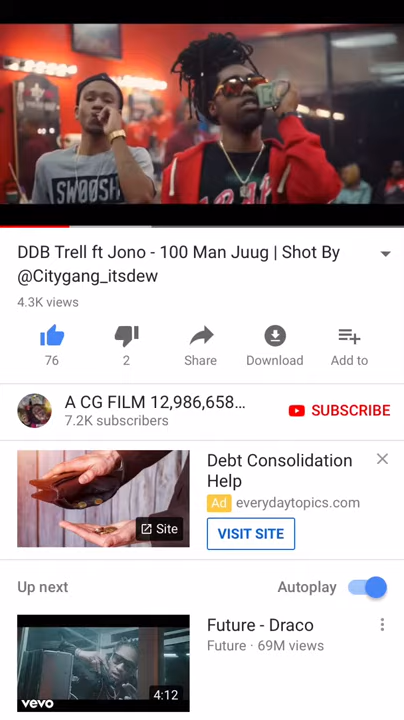 SWOOSH
DDB Trell ft Jono - 100 Man Juug | Shot By
@Citygang_itsdew
4.3K views
76
2
Share
Download
Add to
A CG FILM 12,986,658...
7.2K subscribers
SUBSCRIBE
Debt Consolidation
Help
Ad everydaytopics.com
Site
VISIT SITE
Up next
Autoplay
Future - Draco
Future · 69M views
vevo
4:12